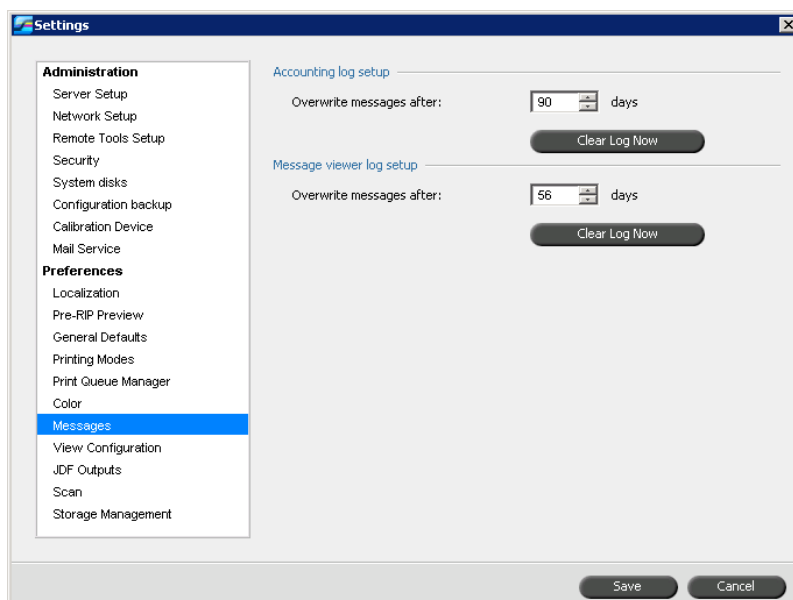 Settings
Administration
Server Setup
Network Setup
Remote Tools Setup
Security
System disks
Configuration backup
Calibration Device
Mail Service
Preferences
Localization
Pre-RIP Preview
General Defaults
Printing Modes
Print Queue Manager
Color
Messages
View Configuration
JDF Outputs
Scan
Storage Management
Accounting log setup
Overwrite messages after: 90 days
Clear Log Now
Message viewer log setup
Overwrite messages after: 56 days
Clear Log Now
Save Cancel